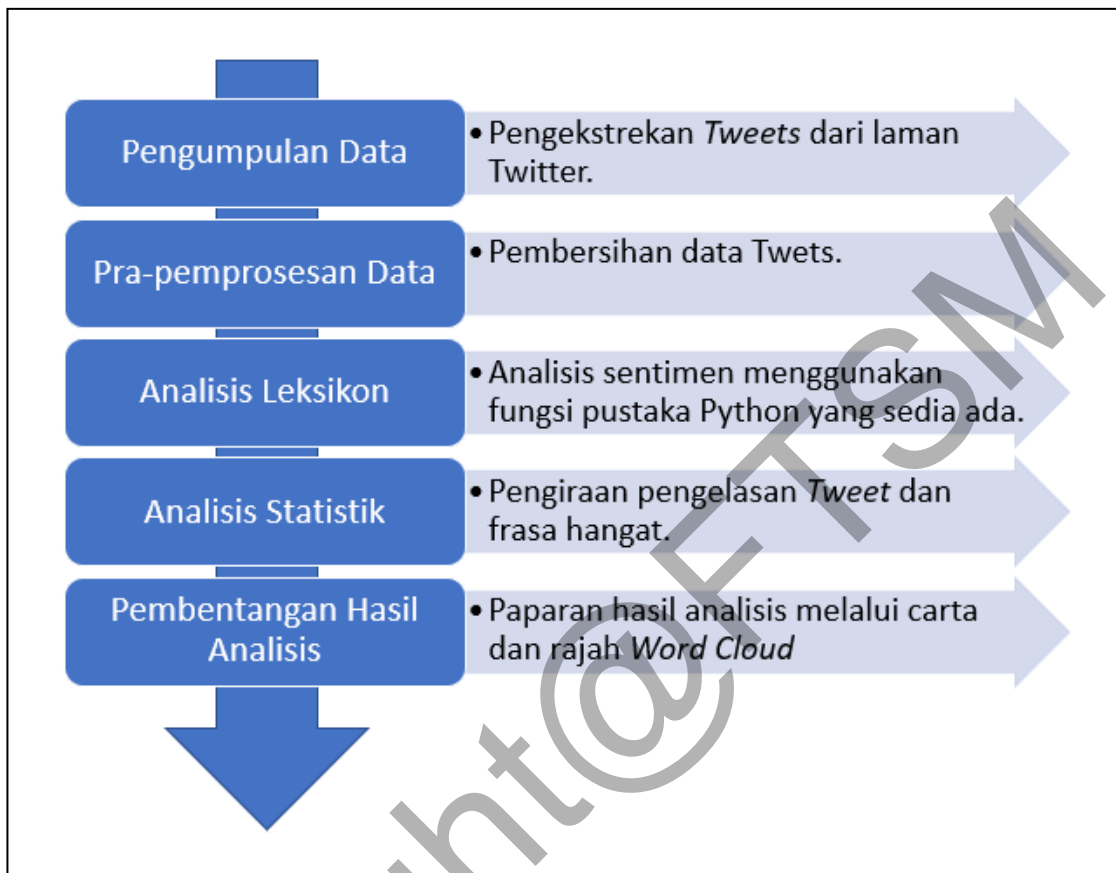 Pengumpulan Data
• Pengekstrekan Tweets dari laman
Twitter.
Pra-pemprosesan Data
• Pembersihan data Twets.
Analisis Leksikon
• Analisis sentimen menggunakan
fungsi pustaka Python yang sedia ada.
Analisis Statistik
• Pengiraan pengelasan Tweet dan
frasa hangat.
Pembentangan Hasil
Analisis
• Paparan hasil analisis melalui carta
dan rajah Word Cloud
ght@FTSM